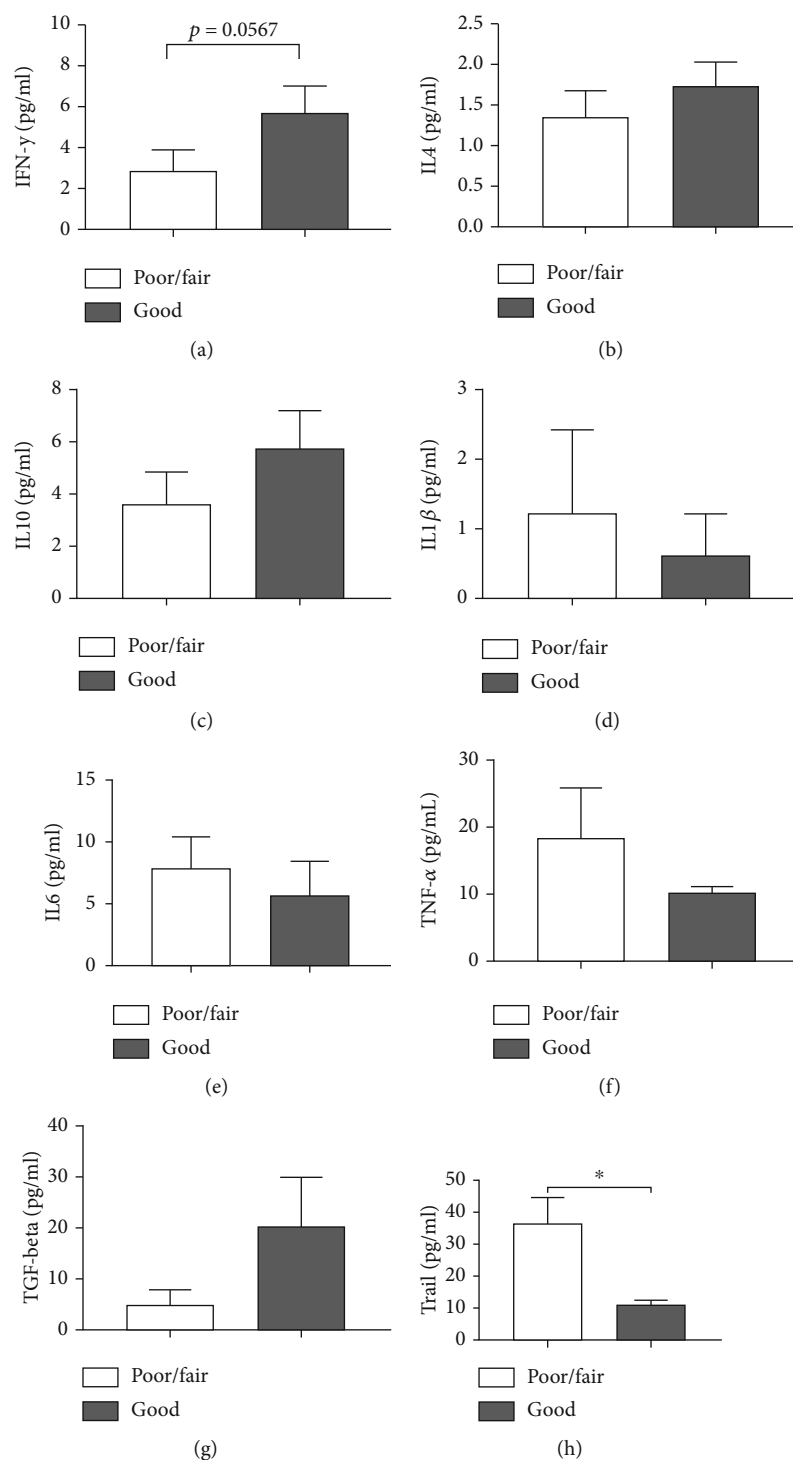 10
p = 0.0567
8
6
4
2
0
IFN-y (pg/ml)
Poor/fair
Good
(a)
2.5
2.0
1.5
1.0
0.5
0.0
IL4 (pg/ml)
Poor/fair
Good
(b)
8
6
4
2
0
IL10 (pg/ml)
Poor/fair
Good
(c)
3
2
1
0
IL1β (pg/ml)
Poor/fair
Good
(d)
15
10
5
0
IL6 (pg/ml)
Poor/fair
Good
(e)
30
20
10
0
TNF-α (pg/mL)
Poor/fair
Good
(f)
40
30
20
10
0
TGF-beta (pg/ml)
Poor/fair
Good
(g)
50
*
40
30
20
10
0
Trail (pg/ml)
Poor/fair
Good
(h)